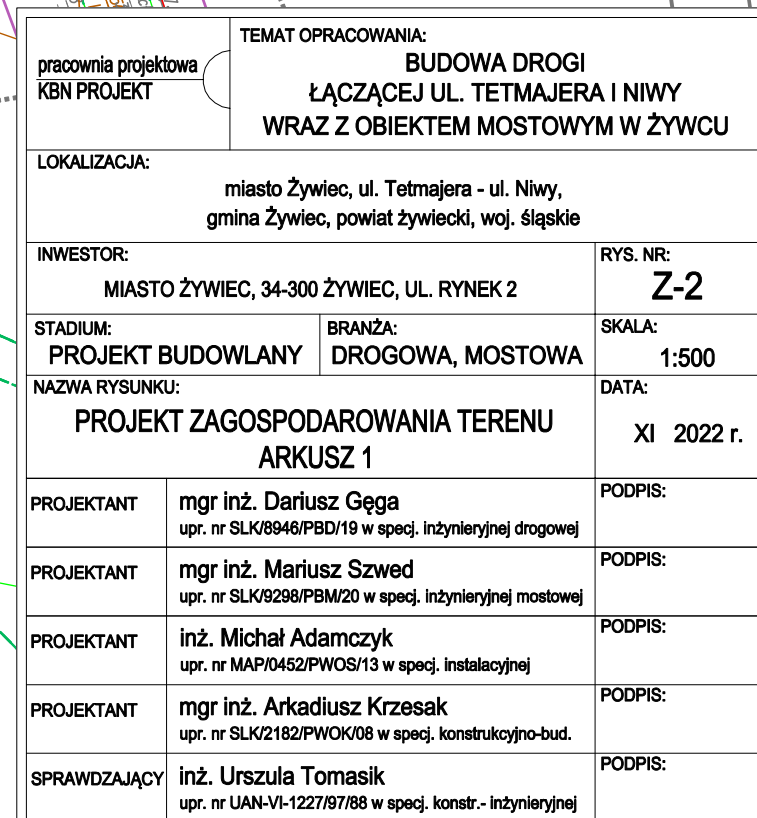 pracownia projektowa
KBN PROJEKT
TEMAT OPRACOWANIA:
BUDOWA DROGI
ŁĄCZĄCEJ UL. TETMAJERA I NIWY
WRAZ Z OBIEKTEM MOSTOWYM W ŻYWCU
LOKALIZACJA:
miasto Żywiec, ul. Tetmajera - ul. Niwy,
gmina Żywiec, powiat żywiecki, woj. śląskie
INWESTOR:
MIASTO ŻYWIEC, 34-300 ŻYWIEC, UL. RYNEK 2
RYS. NR:
Z-2
STADIUM:
PROJEKT BUDOWLANY
BRANŻA:
DROGOWA, MOSTOWA
SKALA:
1:500
NAZWA RYSUNKU:
PROJEKT ZAGOSPODAROWANIA TERENU
ARKUSZ 1
DATA:
XI 2022 r.
PROJEKTANT
mgr inż. Dariusz Gęga
upr. nr SLK/8946/PBD/19 w specj. inżynieryjnej drogowej
PODPIS:
PROJEKTANT
mgr inż. Mariusz Szwed
upr. nr SLK/9298/PBM/20 w specj. inżynieryjnej mostowej
PODPIS:
PROJEKTANT
inż. Michał Adamczyk
upr. nr MAP/0452/PWOS/13 w specj. instalacyjnej
PODPIS:
PROJEKTANT
mgr inż. Arkadiusz Krzesak
upr. nr SLK/2182/PWOK/08 w specj. konstrukcyjno-bud.
PODPIS:
SPRAWDZAJĄCY
inż. Urszula Tomasik
upr. nr UAN-VI-1227/97/88 w specj. konstr.- inżynieryjnej
PODPIS: